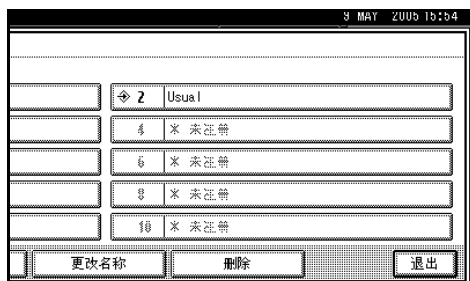 9 MAY 2005 15:54
2 Usual
4 * 未注册
6 * 未注册
8 * 未注册
10 * 未注册
更改名称 删除 退出